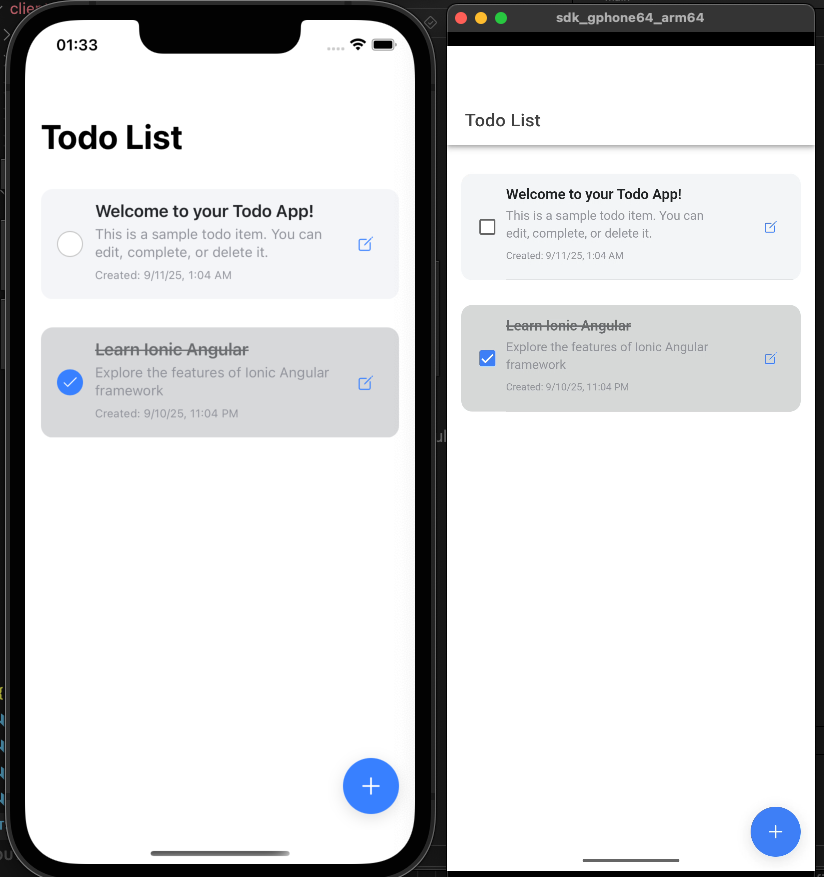 clien
01:33
Todo List
Welcome to your Todo App!
This is a sample todo item. You can
edit, complete, or delete it.
Created: 9/11/25, 1:04 AM
Learn Ionic Angular
Explore the features of Ionic Angular
framework
Created: 9/10/25, 11:04 PM
sdk_gphone64_arm64
Todo List
Welcome to your Todo App!
This is a sample todo item. You can
edit, complete, or delete it.
Created: 9/11/25, 1:04 AM
Learn Ionic Angular
Explore the features of Ionic Angular
framework
Created: 9/10/25, 11:04 PM